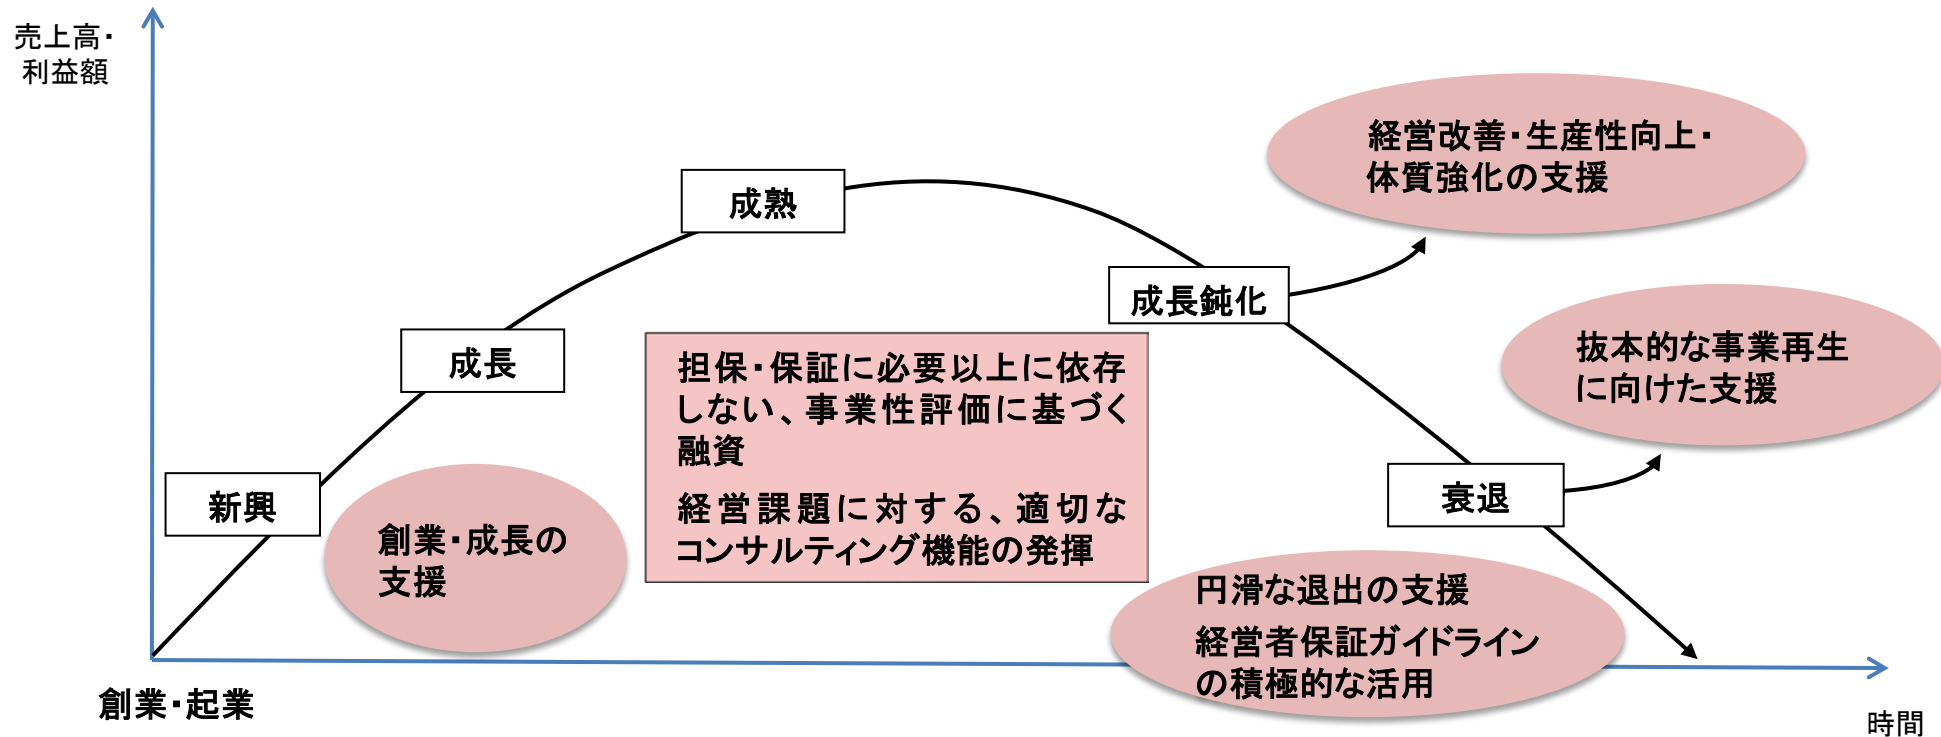 売上高・
利益額
経営改善・生産性向上・
体質強化の支援
成熟
成長鈍化
抜本的な事業再生
に向けた支援
成長
担保・保証に必要以上に依存
しない、事業性評価に基づく
融資
経営課題に対する、適切な
コンサルティング機能の発揮
新興
衰退
創業・成長の
支援
円滑な退出の支援
経営者保証ガイドライン
の積極的な活用
創業・起業
時間